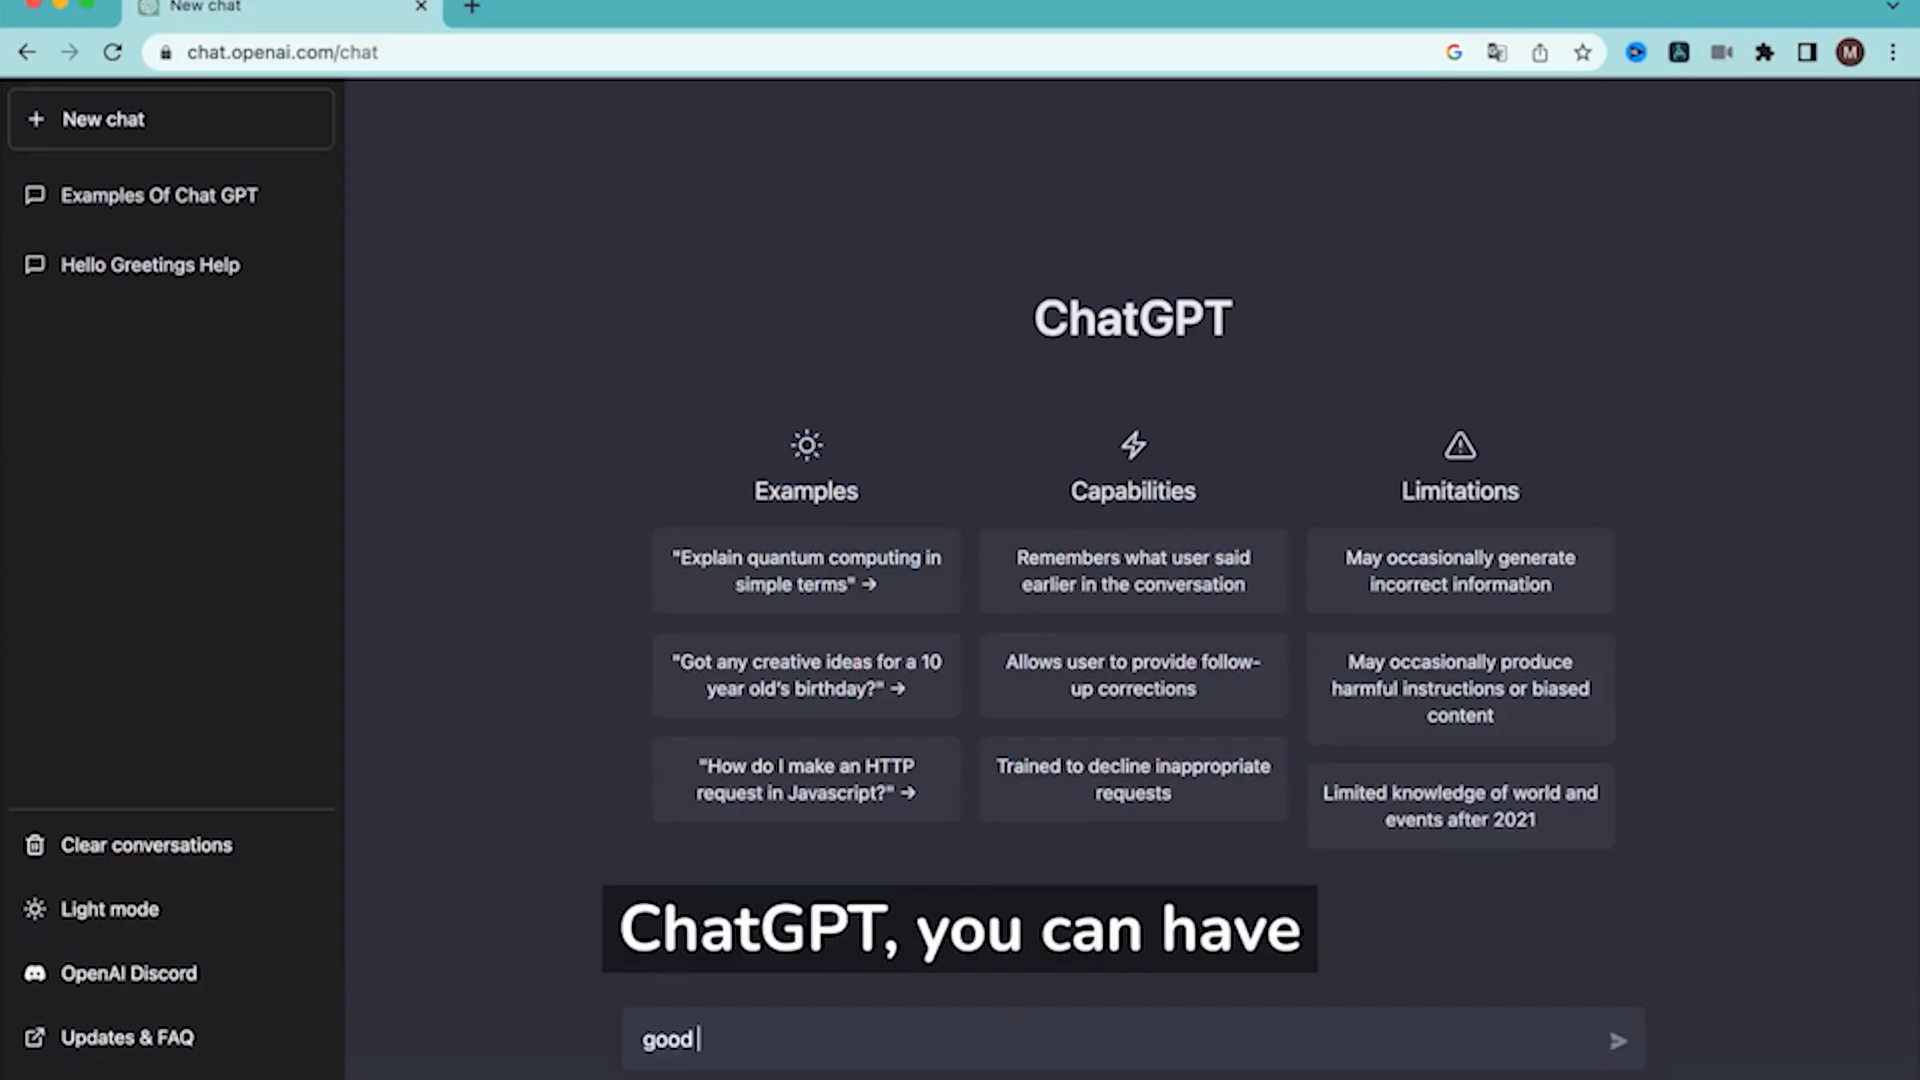 New chat
chat.openai.com/chat
M
New chat
Examples Of Chat GPT
Hello Greetings Help
ChatGPT
Examples
Capabilities
Limitations
"Explain quantum computing in
simple terms" →
Remembers what user said
earlier in the conversation
May occasionally generate
incorrect information
"Got any creative ideas for a 10
year old's birthday?" →
Allows user to provide follow-
up corrections
May occasionally produce
harmful instructions or biased
content
"How do I make an HTTP
request in Javascript?" →
Trained to decline inappropriate
requests
Limited knowledge of world and
events after 2021
Clear conversations
Light mode
OpenAI Discord
Updates & FAQ
ChatGPT, you can have
good